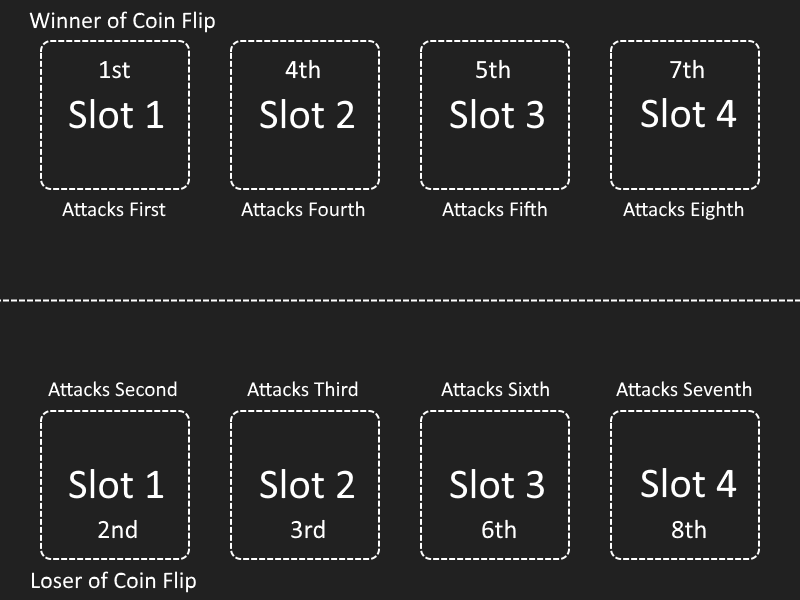 Winner of Coin Flip
1st 4th 5th 7th
Slot 1 Slot 2 Slot 3 Slot 4
Attacks First Attacks Fourth Attacks Fifth Attacks Eighth
Attacks Second Attacks Third Attacks Sixth Attacks Seventh
Slot 1 Slot 2 Slot 3 Slot 4
2nd 3rd 6th 8th
Loser of Coin Flip